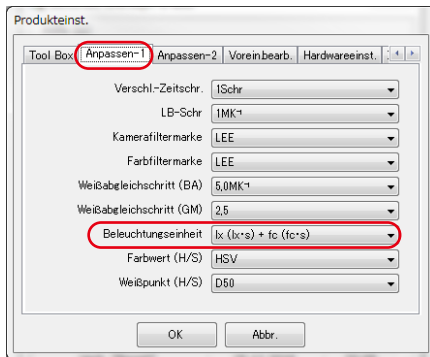 Produkteinst.
Tool Box Anpassen-1 Anpassen-2 Voreinbearb. Hardwareeinst.
Verschl.-Zeitschr. 1Schr
LB-Schr 1MK⁻¹
Kamerafiltermarke LEE
Farbfiltermarke LEE
Weißabgleichschritt (BA) 5,0MK⁻¹
Weißabgleichschritt (GM) 2,5
Beleuchtungseinheit lx (lx·s) + fc (fc·s)
Farbwert (H/S) HSV
Weißpunkt (H/S) D50
OK Abbr.